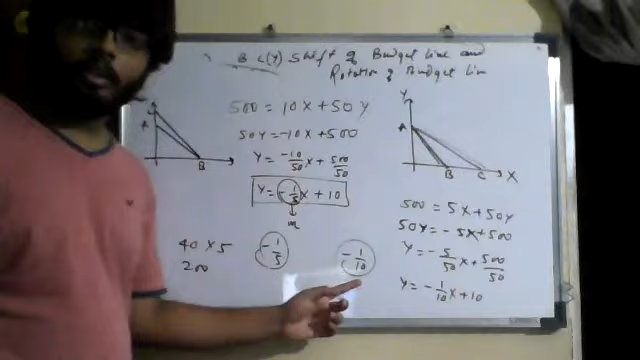 B C(Y) Shift of Budget line and
Rotation of Budget line
A
B
500 = 10X + 50Y
50Y = -10X + 500
Y = -10/50 X + 500/50
Y = -1/5 X + 10
m
40 X 5
200
-1/5
-1/10
Y
A
B
C
X
500 = 5X + 50Y
50Y = -5X + 500
Y = -5/50 X + 500/50
Y = -1/10 X + 10